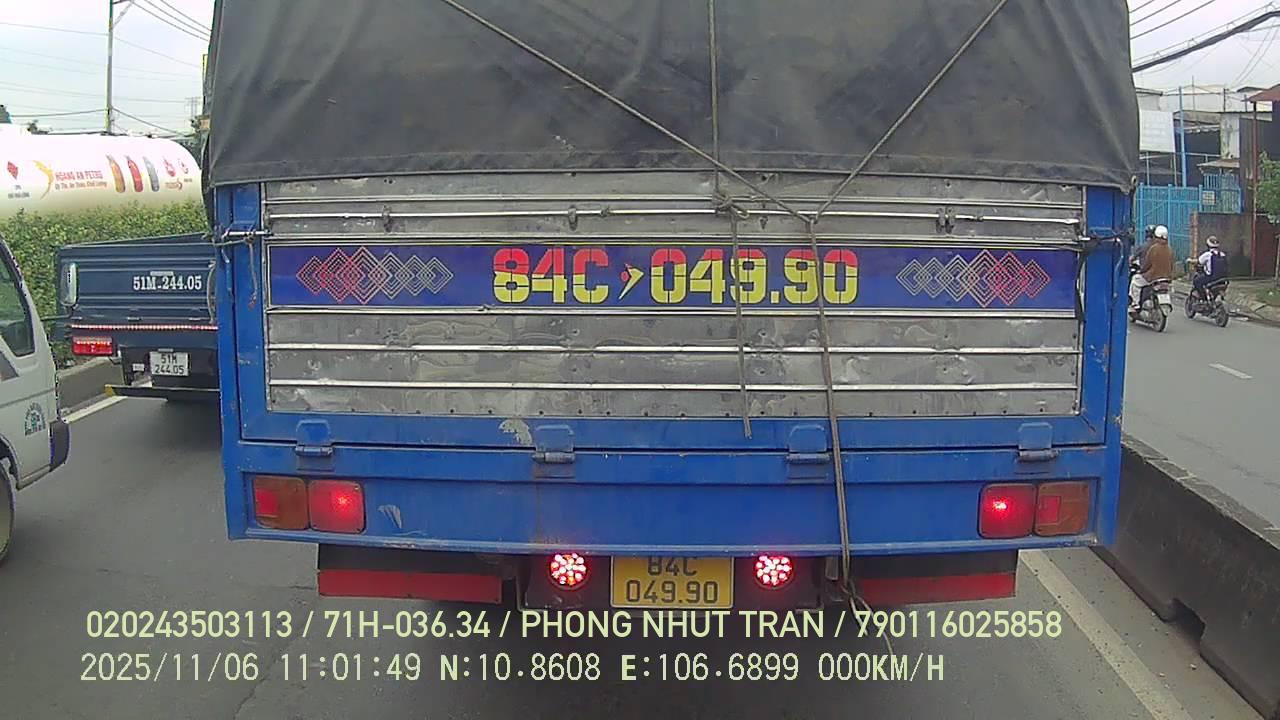 HOANG AN PETRO
51M-244.05
51M
244.05
84C 049.90
84C
049.90
020243503113 / 71H-036.34 / PHONG NHUT TRAN / 790116025858
2025/11/06 11:01:49 N:10.8608 E:106.6899 000KM/H